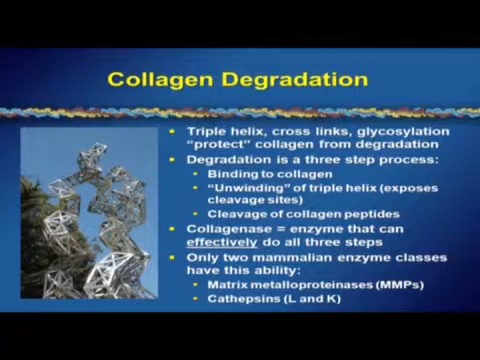 Collagen Degradation
Triple helix, cross links, glycosylation
“protect” collagen from degradation
Degradation is a three step process:
Binding to collagen
“Unwinding” of triple helix (exposes
cleavage sites)
Cleavage of collagen peptides
Collagenase = enzyme that can
effectively do all three steps
Only two mammalian enzyme classes
have this ability:
Matrix metalloproteinases (MMPs)
Cathepsins (L and K)